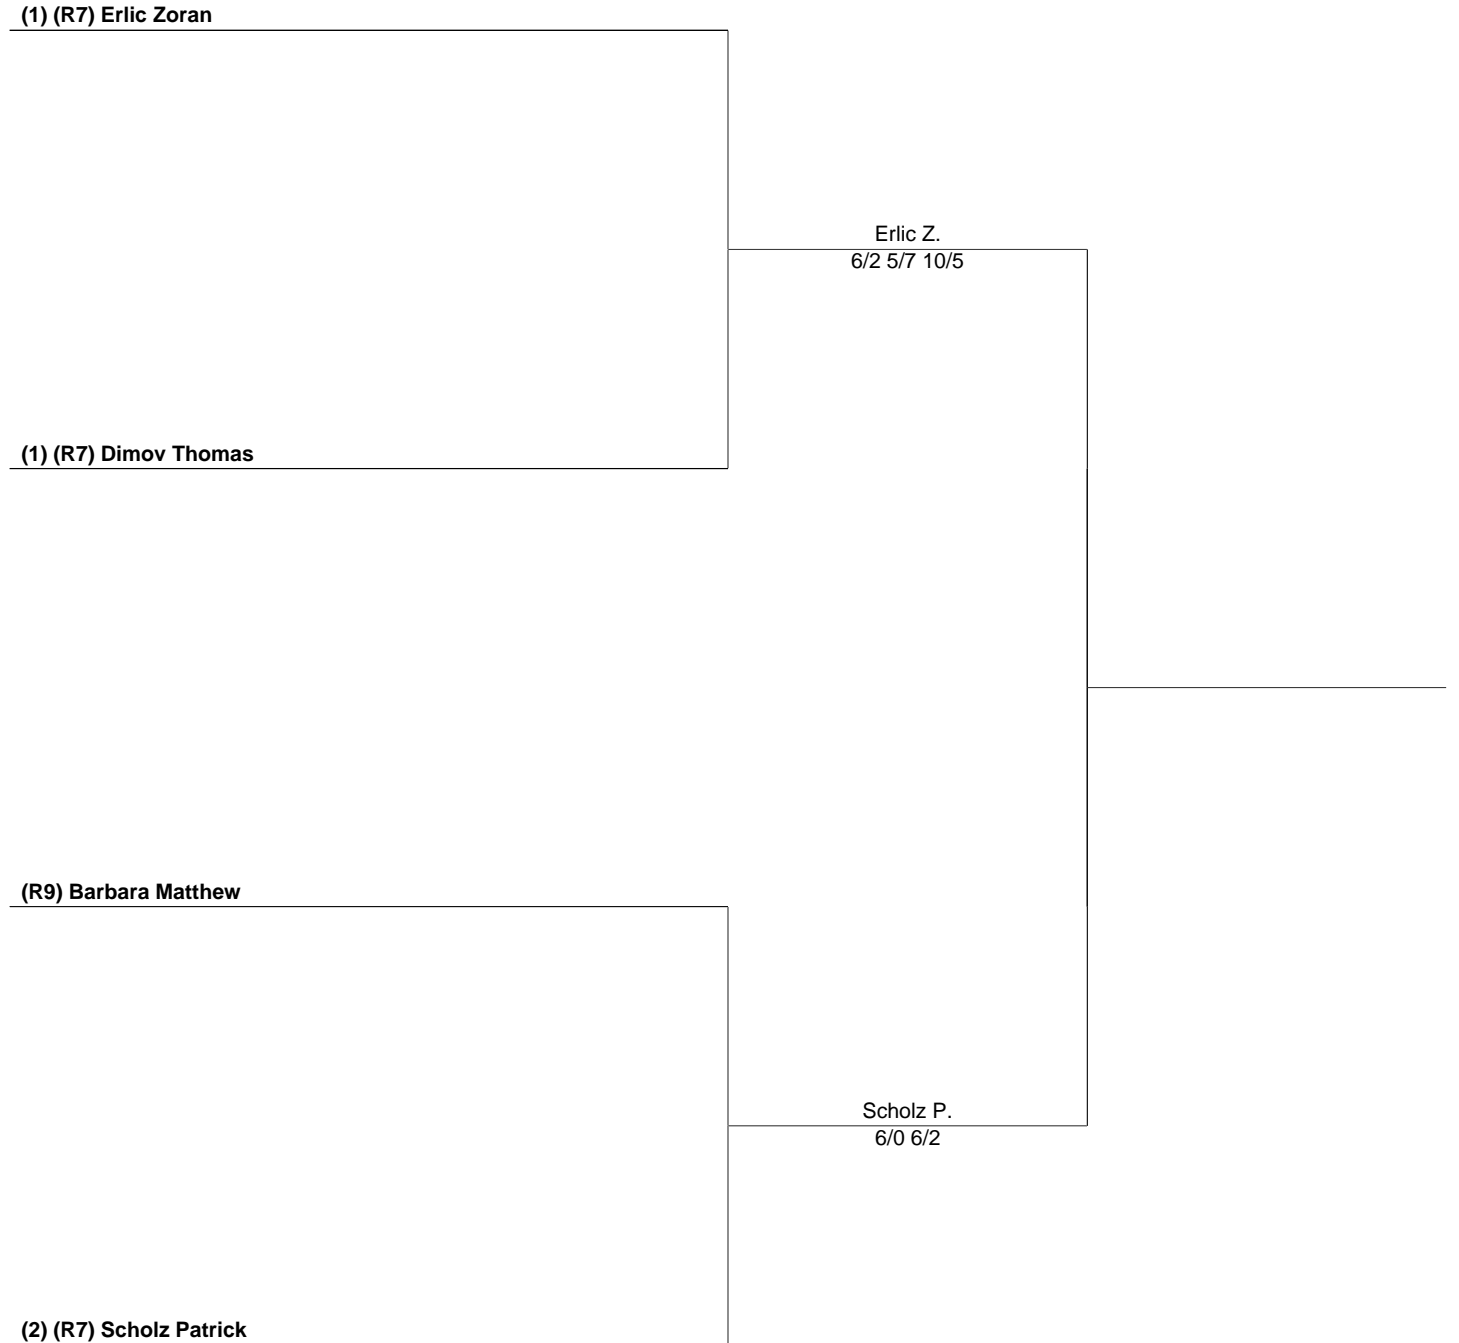 (1) (R7) Erlic Zoran
Erlic Z.
6/2 5/7 10/5
(1) (R7) Dimov Thomas
(R9) Barbara Matthew
Scholz P.
6/0 6/2
(2) (R7) Scholz Patrick